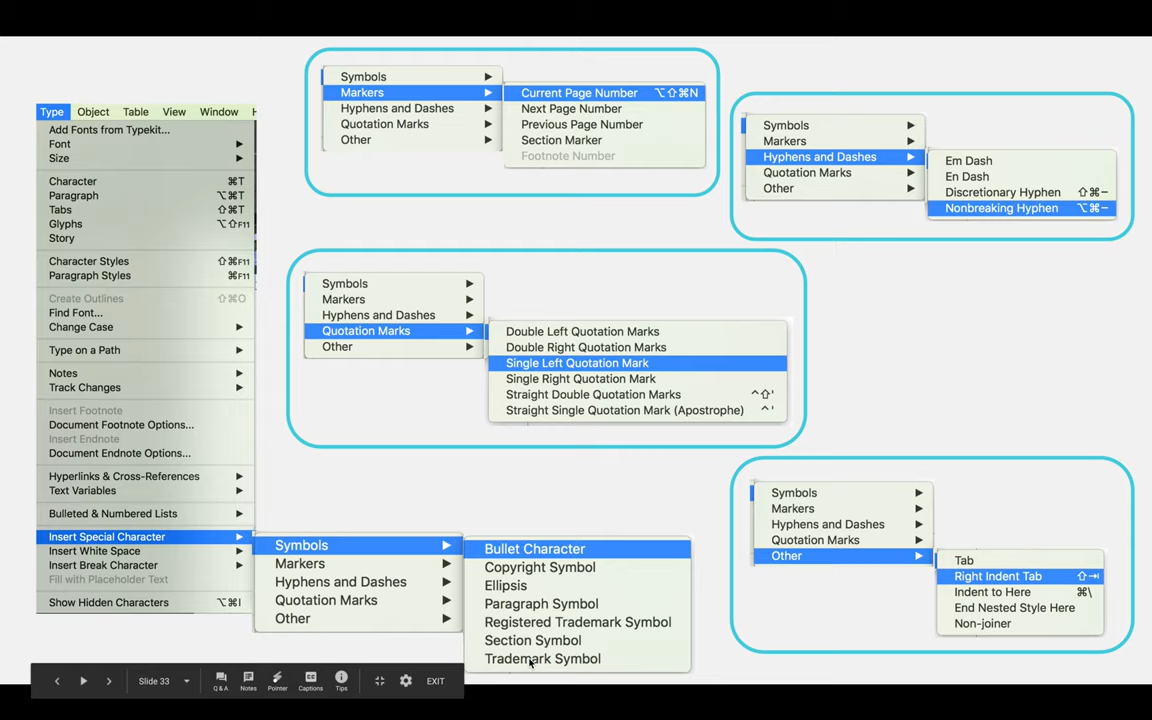 Type Object Table View Window
Add Fonts from Typekit...
Font
Size
Character ⌘T
Paragraph ⌥⌘T
Tabs ⇧⌘T
Glyphs ⌥⇧F11
Story
Character Styles ⇧⌘F11
Paragraph Styles ⌘F11
Create Outlines ⇧⌘O
Find Font...
Change Case
Type on a Path
Notes
Track Changes
Insert Footnote
Document Footnote Options...
Insert Endnote
Document Endnote Options...
Hyperlinks & Cross-References
Text Variables
Bulleted & Numbered Lists
Insert Special Character
Insert White Space
Insert Break Character
Fill with Placeholder Text
Show Hidden Characters ⌥⌘I
Symbols
Markers
Hyphens and Dashes
Quotation Marks
Other
Bullet Character
Copyright Symbol
Ellipsis
Paragraph Symbol
Registered Trademark Symbol
Section Symbol
Trademark Symbol
Symbols
Markers
Hyphens and Dashes
Quotation Marks
Other
Current Page Number ⌥⇧⌘N
Next Page Number
Previous Page Number
Section Marker
Footnote Number
Symbols
Markers
Hyphens and Dashes
Quotation Marks
Other
Em Dash
En Dash
Discretionary Hyphen ⇧⌘–
Nonbreaking Hyphen ⌥⌘–
Symbols
Markers
Hyphens and Dashes
Quotation Marks
Other
Double Left Quotation Marks
Double Right Quotation Marks
Single Left Quotation Mark
Single Right Quotation Mark
Straight Double Quotation Marks ^⇧'
Straight Single Quotation Mark (Apostrophe) ^'
Symbols
Markers
Hyphens and Dashes
Quotation Marks
Other
Tab
Right Indent Tab ⇧⇥
Indent to Here ⌘\
End Nested Style Here
Non-joiner
Slide 33
Q & A Notes Pointer Captions Tips
EXIT